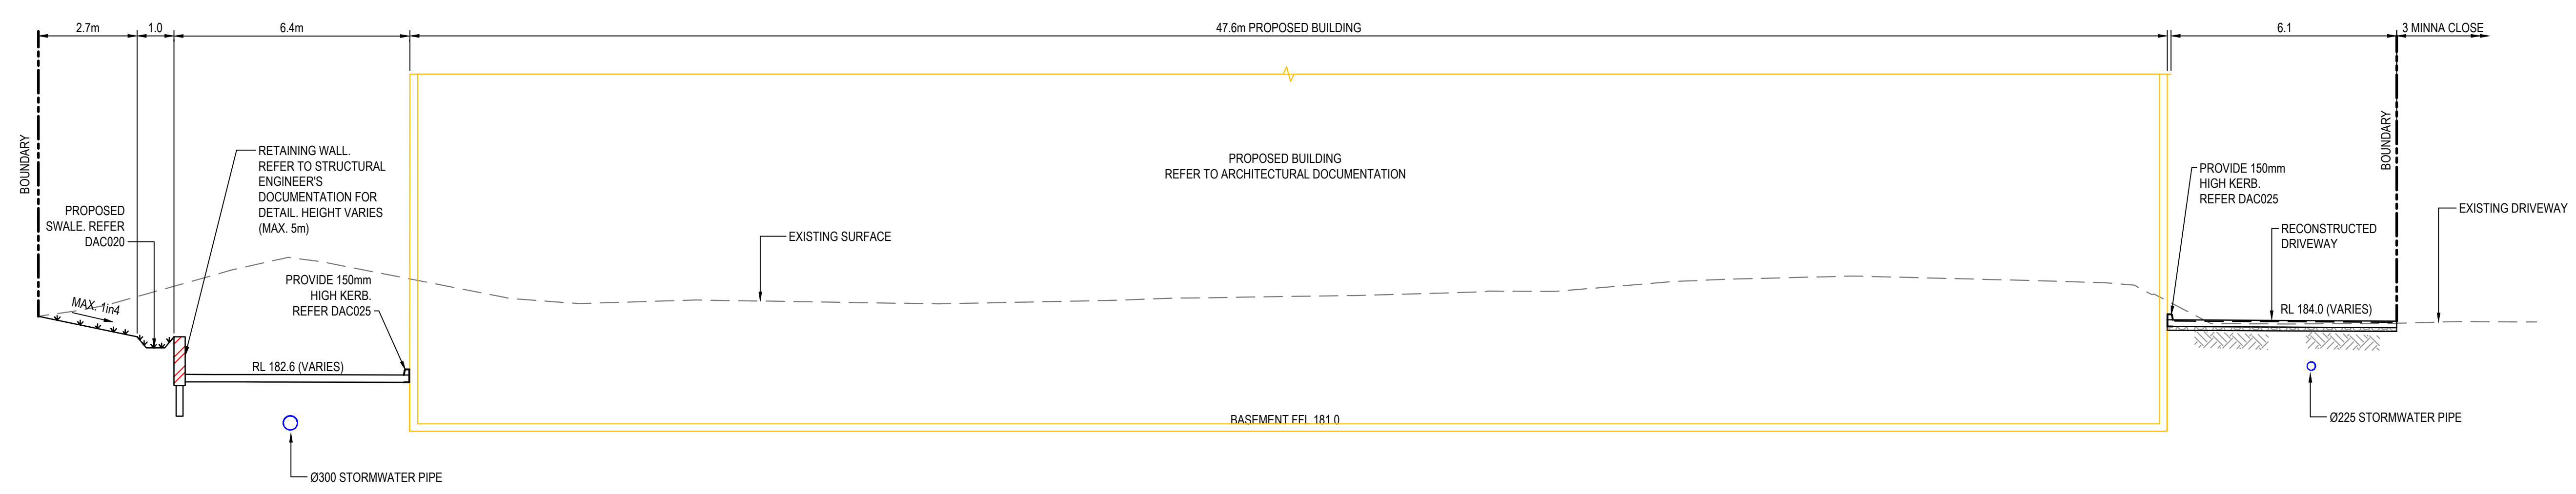 2.7m
1.0
6.4m
47.6m PROPOSED BUILDING
6.1
3 MINNA CLOSE
BOUNDARY
RETAINING WALL.
REFER TO STRUCTURAL
ENGINEER'S
DOCUMENTATION FOR
DETAIL. HEIGHT VARIES
(MAX. 5m)
PROPOSED
SWALE. REFER
DAC020
MAX. 1in4
PROVIDE 150mm
HIGH KERB.
REFER DAC025
RL 182.6 (VARIES)
Ø300 STORMWATER PIPE
PROPOSED BUILDING
REFER TO ARCHITECTURAL DOCUMENTATION
EXISTING SURFACE
BASEMENT FFL 181.0
PROVIDE 150mm
HIGH KERB.
REFER DAC025
BOUNDARY
RECONSTRUCTED
DRIVEWAY
EXISTING DRIVEWAY
RL 184.0 (VARIES)
Ø225 STORMWATER PIPE